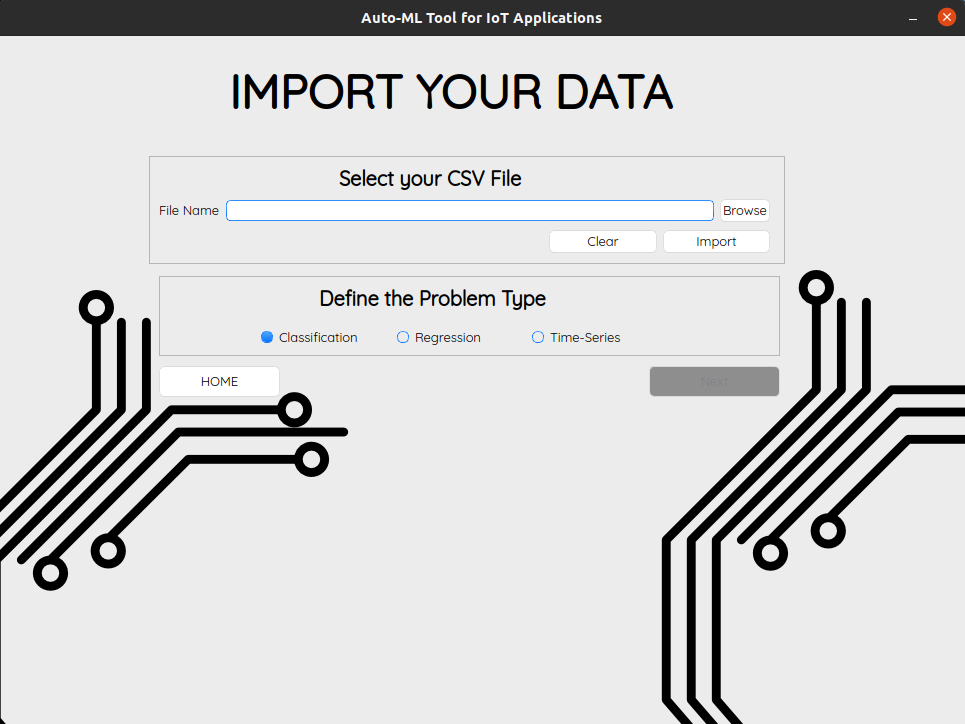 Auto-ML Tool for IoT Applications
IMPORT YOUR DATA
Select your CSV File
File Name Browse
Clear Import
Define the Problem Type
Classification Regression Time-Series
HOME Next